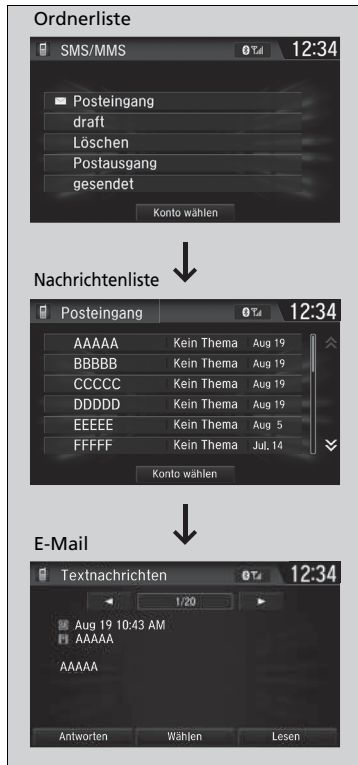 Ordnerliste
SMS/MMS 12:34
Posteingang
draft
Löschen
Postausgang
gesendet
Konto wählen
Nachrichtenliste
Posteingang 12:34
AAAAA Kein Thema Aug 19
BBBBB Kein Thema Aug 19
CCCCC Kein Thema Aug 19
DDDDD Kein Thema Aug 19
EEEEE Kein Thema Aug 5
FFFFF Kein Thema Jul. 14
Konto wählen
E-Mail
Textnachrichten 12:34
1/20
Aug 19 10:43 AM
AAAAA
AAAAA
Antworten Wählen Lesen